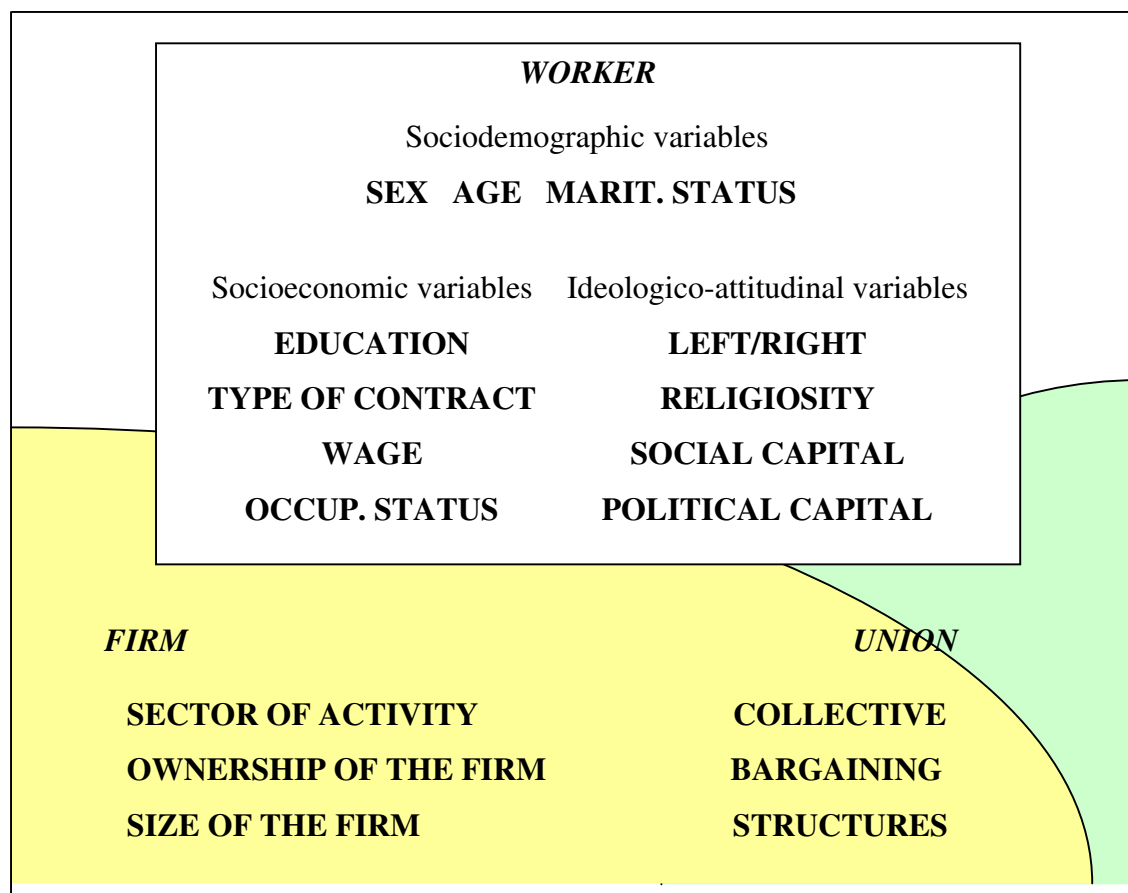 WORKER
Sociodemographic variables
SEX AGE MARIT. STATUS
Socioeconomic variables Ideologico-attitudinal variables
EDUCATION LEFT/RIGHT
TYPE OF CONTRACT RELIGIOSITY
WAGE SOCIAL CAPITAL
OCCUP. STATUS POLITICAL CAPITAL
FIRM UNION
SECTOR OF ACTIVITY COLLECTIVE
OWNERSHIP OF THE FIRM BARGAINING
SIZE OF THE FIRM STRUCTURES